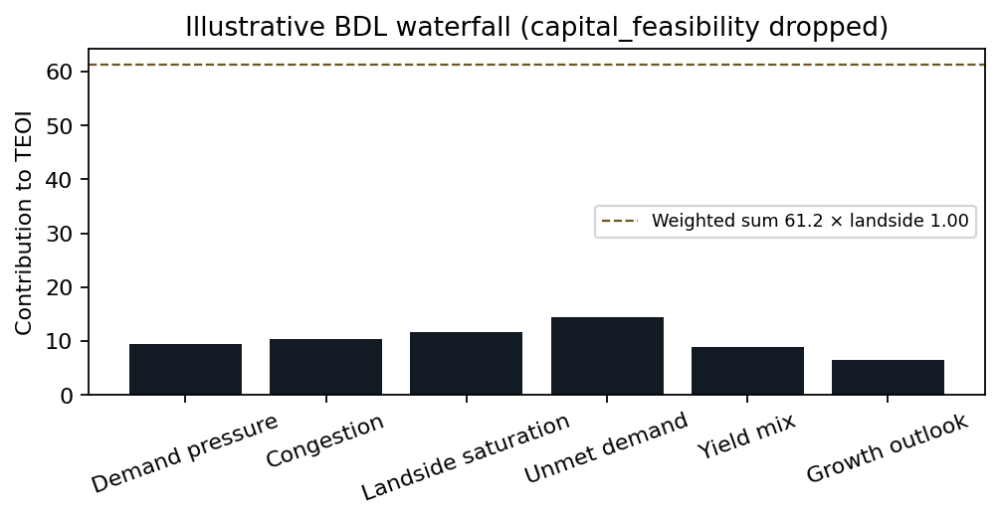 Illustrative BDL waterfall (capital_feasibility dropped)
Contribution to TEOI
60
50
40
30
20
10
0
Weighted sum 61.2 × landside 1.00
Demand pressure
Congestion
Landside saturation
Unmet demand
Yield mix
Growth outlook